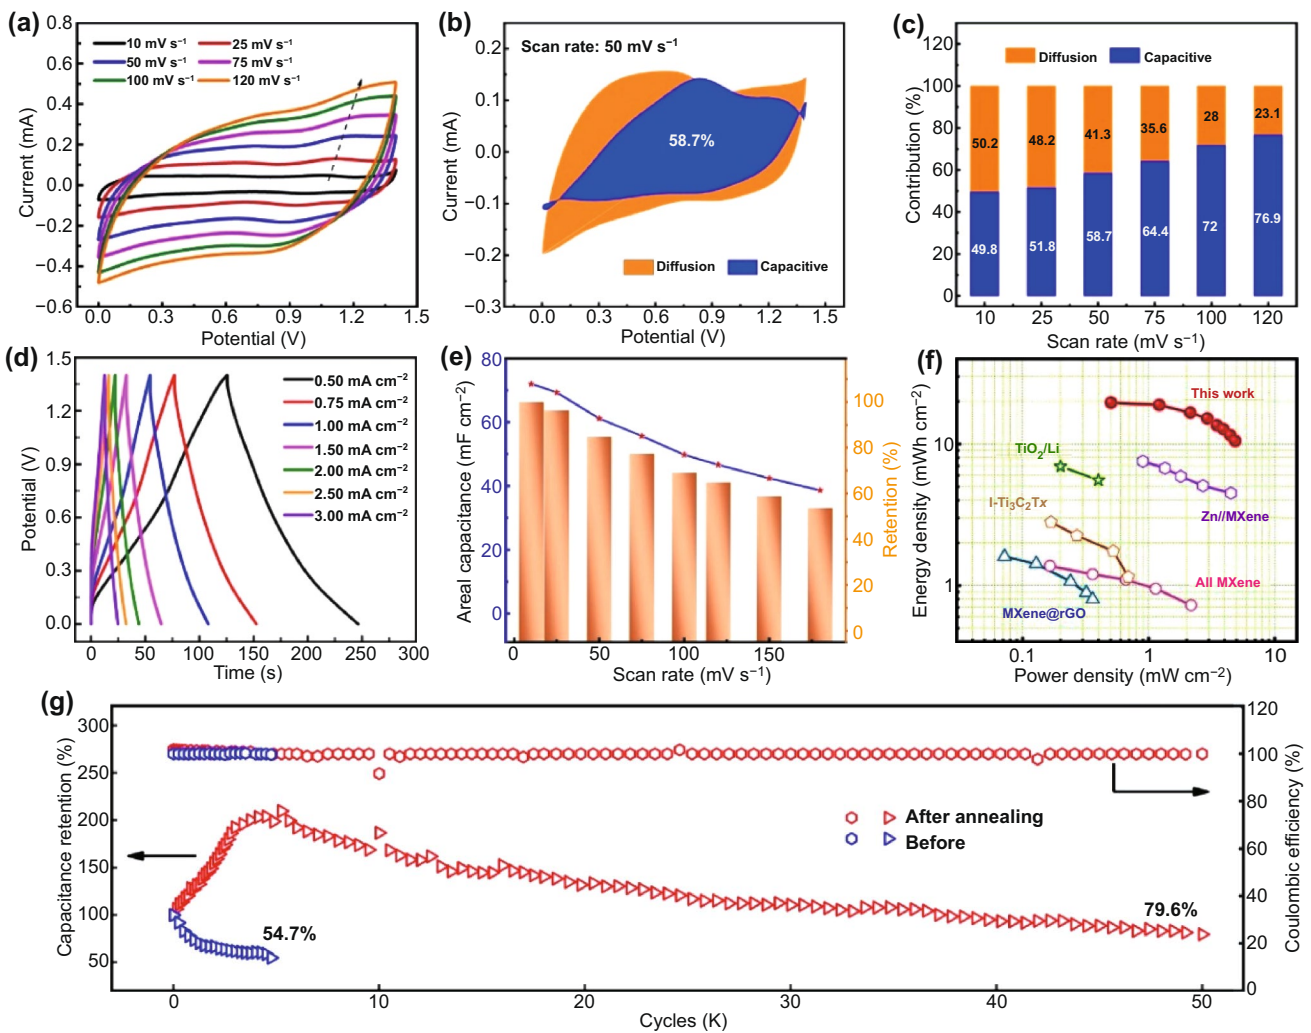 (a)
0.8
0.6
0.4
0.2
0.0
−0.2
−0.4
−0.6
Current (mA)
10 mV s⁻¹ 25 mV s⁻¹
50 mV s⁻¹ 75 mV s⁻¹
100 mV s⁻¹ 120 mV s⁻¹
0.0 0.3 0.6 0.9 1.2 1.5
Potential (V)
(b)
0.2
0.1
0.0
−0.1
−0.2
−0.3
Current (mA)
Scan rate: 50 mV s⁻¹
58.7%
Diffusion Capacitive
0.0 0.3 0.6 0.9 1.2 1.5
Potential (V)
(c)
120
100
80
60
40
20
0
Contribution (%)
Diffusion Capacitive
50.2 48.2 41.3 35.6 28 23.1
49.8 51.8 58.7 64.4 72 76.9
10 25 50 75 100 120
Scan rate (mV s⁻¹)
(d)
1.5
1.2
0.9
0.6
0.3
0.0
Potential (V)
0.50 mA cm⁻²
0.75 mA cm⁻²
1.00 mA cm⁻²
1.50 mA cm⁻²
2.00 mA cm⁻²
2.50 mA cm⁻²
3.00 mA cm⁻²
0 50 100 150 200 250 300
Time (s)
(e)
80
60
40
20
0
Areal capacitance (mF cm⁻²)
100
80
60
40
20
0
Retention (%)
0 50 100 150
Scan rate (mV s⁻¹)
(f)
10
1
Energy density (mWh cm⁻²)
This work
TiO₂/Li
I-Ti₃C₂Tx
Zn//MXene
All MXene
MXene@rGO
0.1 1 10
Power density (mW cm⁻²)
(g)
300
250
200
150
100
50
Capacitance retention (%)
After annealing
Before
54.7%
79.6%
120
100
80
60
40
20
0
Coulombic efficiency (%)
0 10 20 30 40 50
Cycles (K)